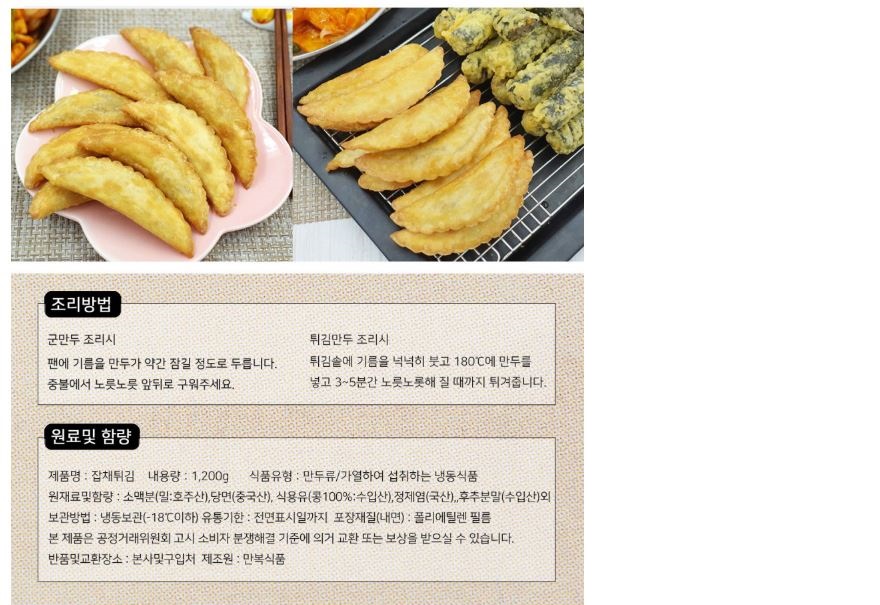 조리방법
군만두 조리시
팬에 기름을 만두가 약간 잠길 정도로 두릅니다.
중불에서 노릇노릇 앞뒤로 구워주세요.
튀김만두 조리시
튀김솥에 기름을 넉넉히 붓고 180℃에 만두를
넣고 3~5분간 노릇노릇해 질 때까지 튀겨줍니다.
원료및 함량
제품명 : 잡채튀김 내용량 : 1,200g 식품유형 : 만두류/가열하여 섭취하는 냉동식품
원재료및함량 : 소맥분(밀:호주산),당면(중국산), 식용유(콩100%:수입산),정제염(국산),,후추분말(수입산)외
보관방법 : 냉동보관(-18℃이하) 유통기한 : 전면표시일까지 포장재질(내면) : 폴리에틸렌 필름
본 제품은 공정거래위원회 고시 소비자 분쟁해결 기준에 의거 교환 또는 보상을 받으실 수 있습니다.
반품및교환장소 : 본사및구입처 제조원 : 만복식품